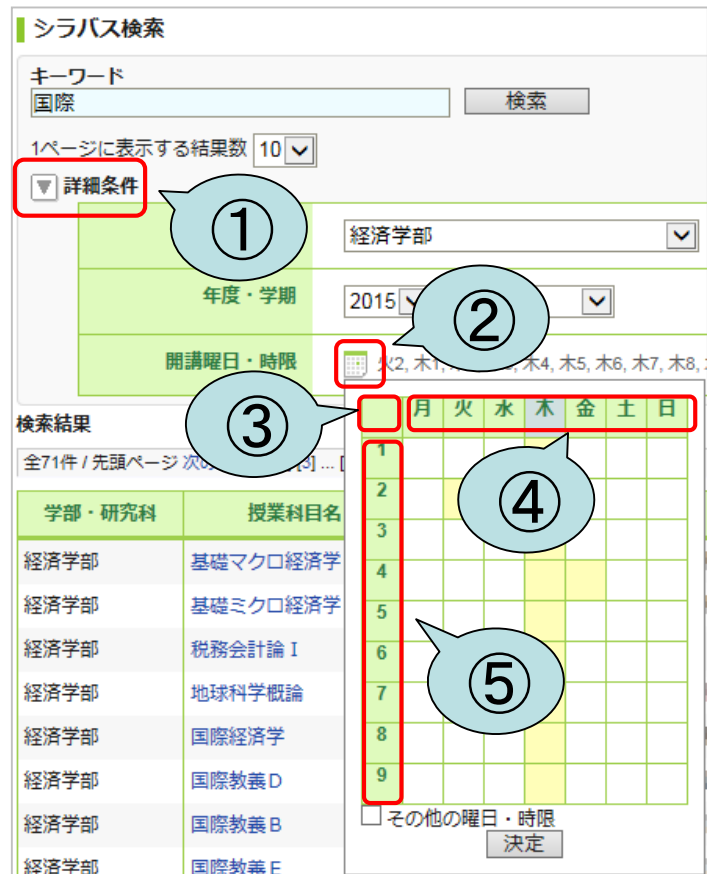 シラバス検索
キーワード
国際 検索
1ページに表示する結果数 10
詳細条件
①
経済学部
年度・学期 2015
②
開講曜日・時限 火2, 木1, 木4, 木5, 木6, 木7, 木8,
③
月 火 水 木 金 土 日
④
1
2
3
4
5
6
7
8
9
⑤
その他の曜日・時限
決定
検索結果
全71件 / 先頭ページ 次の [3] ... [
学部・研究科 授業科目名
経済学部 基礎マクロ経済学
経済学部 基礎ミクロ経済学
経済学部 税務会計論 I
経済学部 地球科学概論
経済学部 国際経済学
経済学部 国際教養D
経済学部 国際教養B
経済学部 国際教養E